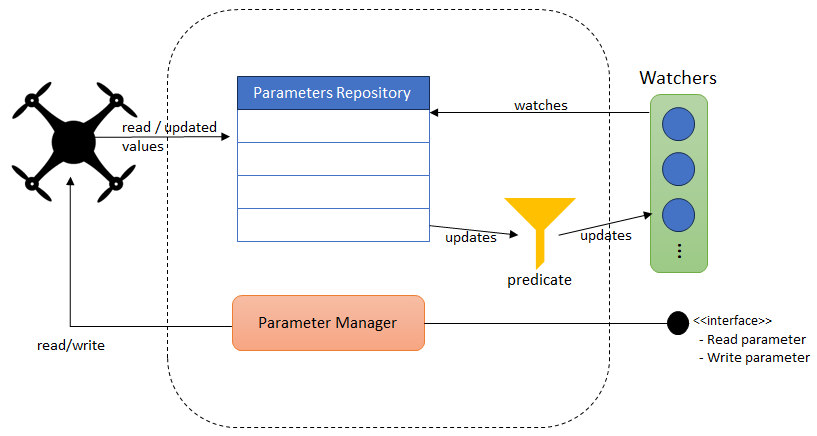 Watchers
Parameters Repository
watches
read / updated
values
updates
updates
predicate
Parameter Manager
<<interface>>
- Read parameter
- Write parameter
read/write